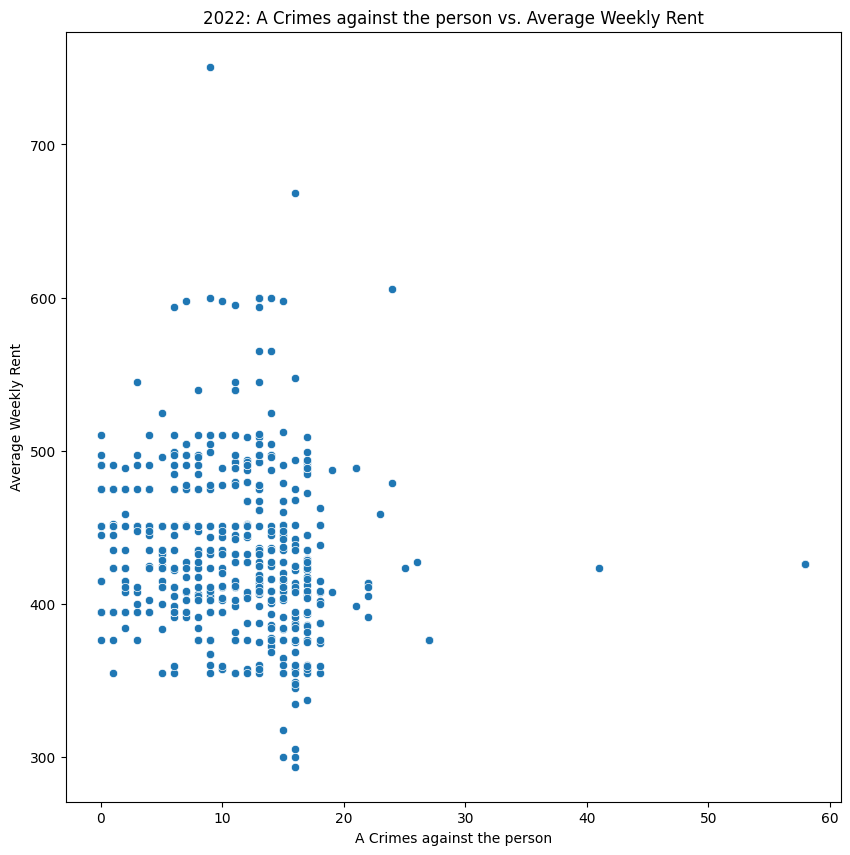 2022: A Crimes against the person vs. Average Weekly Rent
Average Weekly Rent
700
600
500
400
300
0 10 20 30 40 50 60
A Crimes against the person